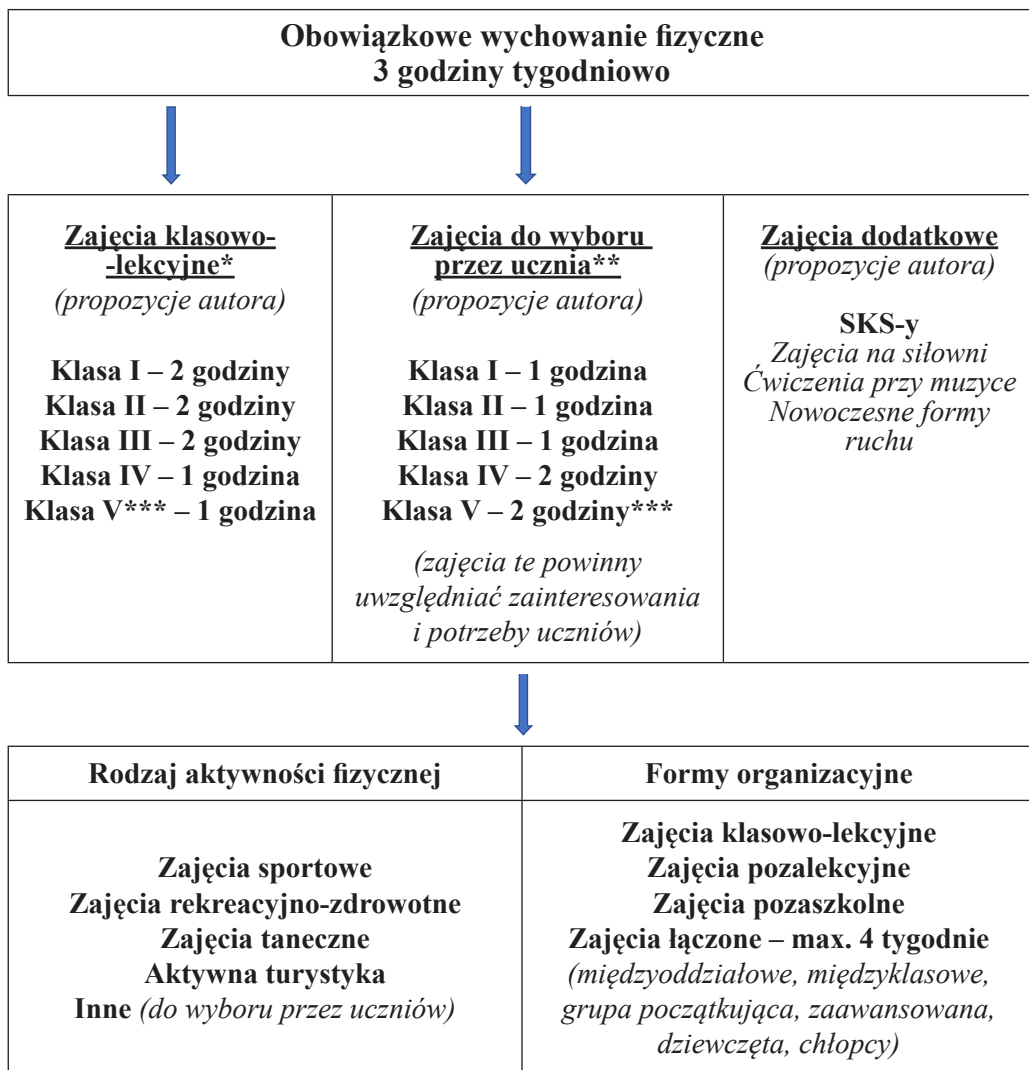 Obowiązkowe wychowanie fizyczne
3 godziny tygodniowo
Zajęcia klasowo-
-lekcyjne*
(propozycje autora)
Klasa I – 2 godziny
Klasa II – 2 godziny
Klasa III – 2 godziny
Klasa IV – 1 godzina
Klasa V*** – 1 godzina
Zajęcia do wyboru
przez ucznia**
(propozycje autora)
Klasa I – 1 godzina
Klasa II – 1 godzina
Klasa III – 1 godzina
Klasa IV – 2 godziny
Klasa V – 2 godziny***
(zajęcia te powinny
uwzględniać zainteresowania
i potrzeby uczniów)
Zajęcia dodatkowe
(propozycje autora)
SKS-y
Zajęcia na siłowni
Ćwiczenia przy muzyce
Nowoczesne formy
ruchu
Rodzaj aktywności fizycznej
Zajęcia sportowe
Zajęcia rekreacyjno-zdrowotne
Zajęcia taneczne
Aktywna turystyka
Inne (do wyboru przez uczniów)
Formy organizacyjne
Zajęcia klasowo-lekcyjne
Zajęcia pozalekcyjne
Zajęcia pozaszkolne
Zajęcia łączone – max. 4 tygodnie
(międzyoddziałowe, międzyklasowe,
grupa początkująca, zaawansowana,
dziewczęta, chłopcy)